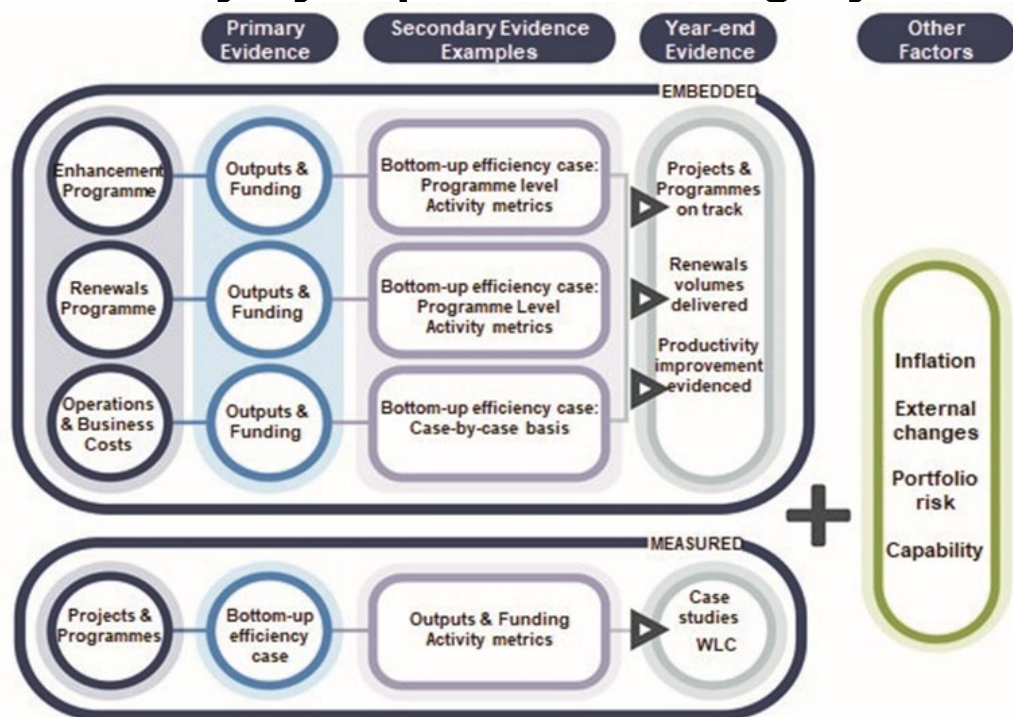 Primary
Evidence
Secondary Evidence
Examples
Year-end
Evidence
Other
Factors
EMBEDDED
Enhancement
Programme
Outputs &
Funding
Bottom-up efficiency case:
Programme level
Activity metrics
Projects &
Programmes
on track
Renewals
Programme
Outputs &
Funding
Bottom-up efficiency case:
Programme Level
Activity metrics
Renewals
volumes
delivered
Operations
& Business
Costs
Outputs &
Funding
Bottom-up efficiency case:
Case-by-case basis
Productivity
improvement
evidenced
Inflation
External
changes
Portfolio
risk
Capability
MEASURED
Projects &
Programmes
Bottom-up
efficiency
case
Outputs & Funding
Activity metrics
Case
studies
WLC